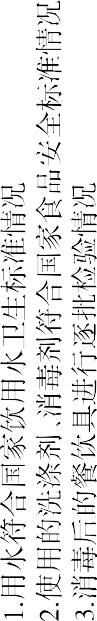 1.用水符合国家饮用水卫生标准情况
2.使用的洗涤剂、消毒剂符合国家食品安全标准情况
3.消毒后的餐饮具进行逐批检验情况